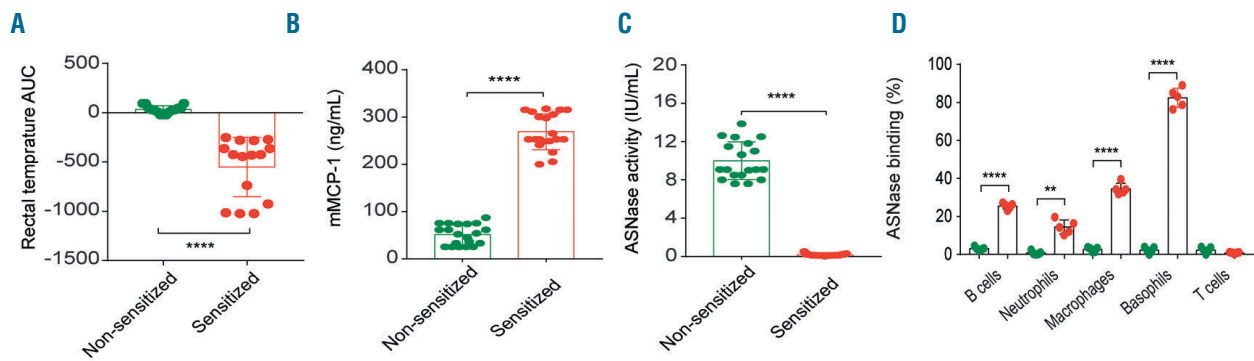 A
Rectal temprature AUC
500
0
-500
-1000
-1500
****
Non-sensitized
Sensitized
B
mMCP-1 (ng/mL)
400
300
200
100
0
****
Non-sensitized
Sensitized
C
ASNase activity (IU/mL)
20
16
12
8
4
0
****
Non-sensitized
Sensitized
D
ASNase binding (%)
100
80
60
40
20
0
****
**
****
****
B cells
Neutrophils
Macrophages
Basophils
T cells